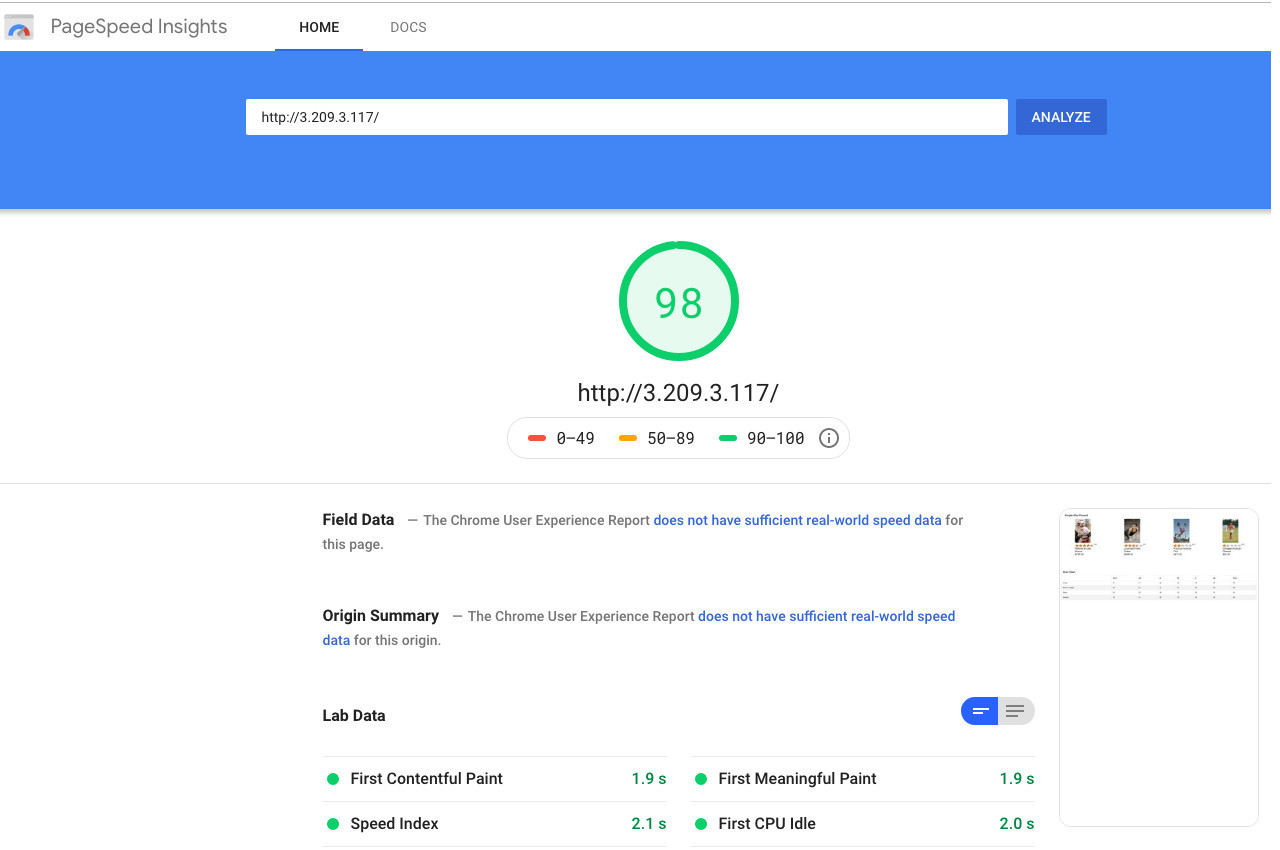 PageSpeed Insights
HOME
DOCS
http://3.209.3.117/
ANALYZE
98
http://3.209.3.117/
0–49
50–89
90–100
Field Data — The Chrome User Experience Report does not have sufficient real-world speed data for
this page.
Origin Summary — The Chrome User Experience Report does not have sufficient real-world speed
data for this origin.
Lab Data
First Contentful Paint 1.9 s
First Meaningful Paint 1.9 s
Speed Index 2.1 s
First CPU Idle 2.0 s